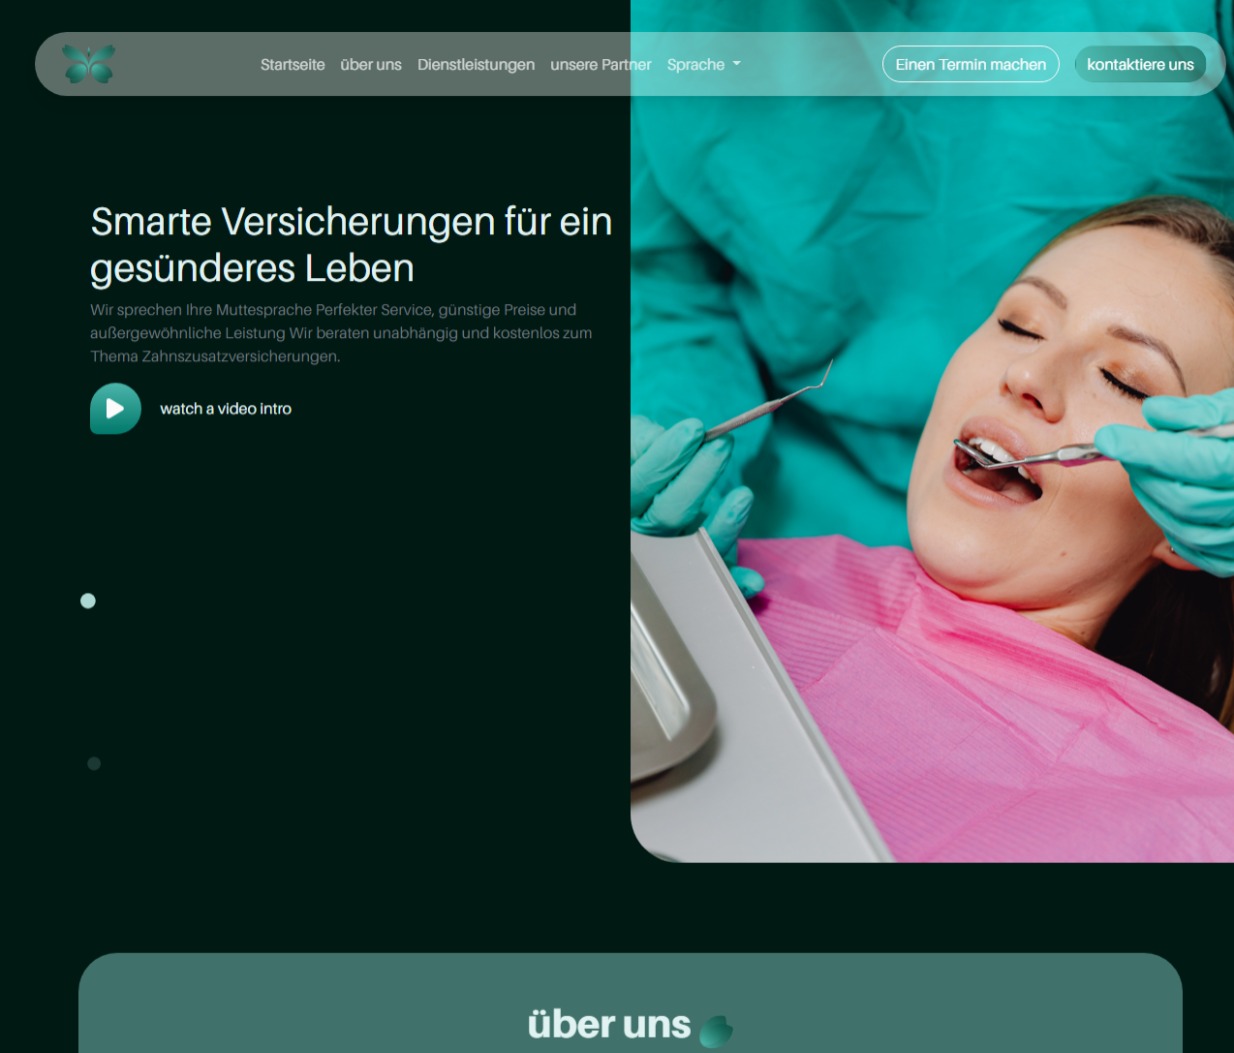 Startseite über uns Dienstleistungen unsere Partner Sprache Einen Termin machen kontaktiere uns
Smarte Versicherungen für ein
gesünderes Leben
Wir sprechen Ihre Muttesprache Perfekter Service, günstige Preise und
außergewöhnliche Leistung Wir beraten unabhängig und kostenlos zum
Thema Zahnszusatzversicherungen.
watch a video intro
über uns